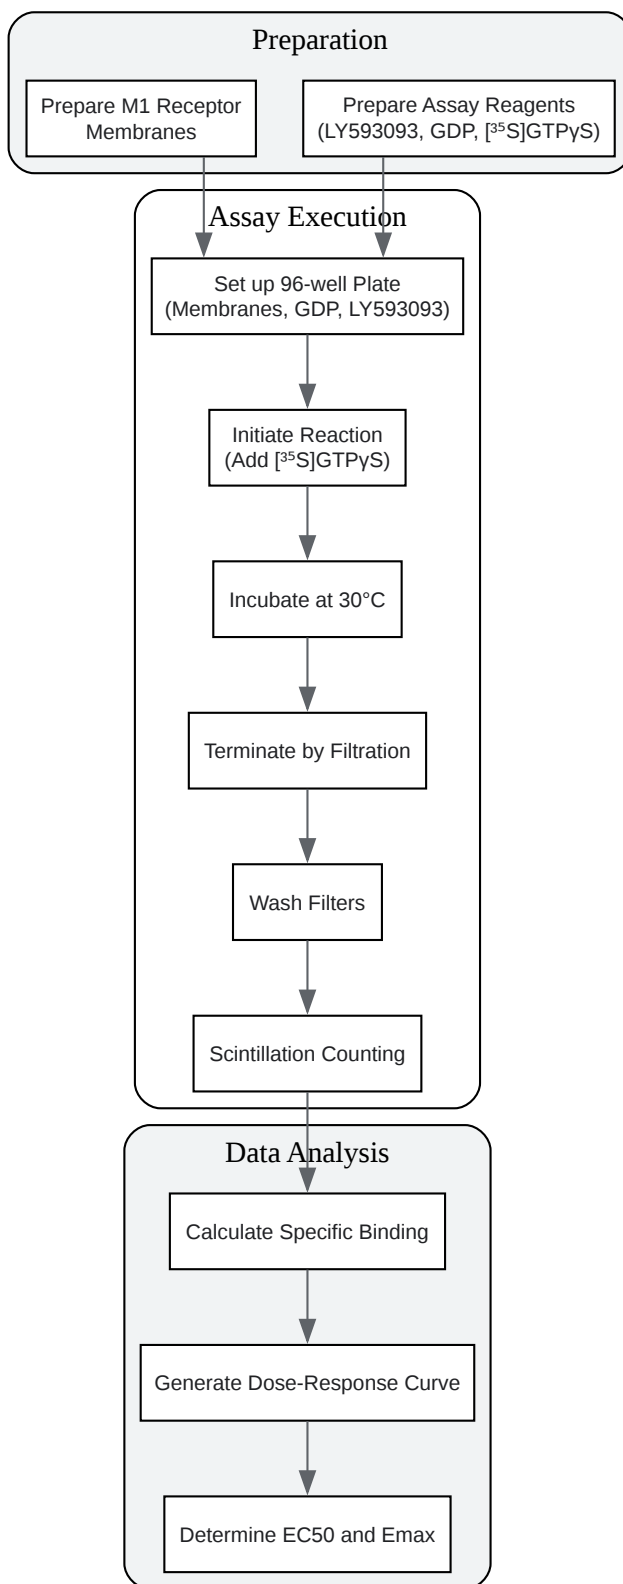 Preparation
Prepare M1 Receptor
Membranes
Prepare Assay Reagents
(LY593093, GDP, [³⁵S]GTPγS)
Assay Execution
Set up 96-well Plate
(Membranes, GDP, LY593093)
Initiate Reaction
(Add [³⁵S]GTPγS)
Incubate at 30°C
Terminate by Filtration
Wash Filters
Scintillation Counting
Data Analysis
Calculate Specific Binding
Generate Dose-Response Curve
Determine EC50 and Emax